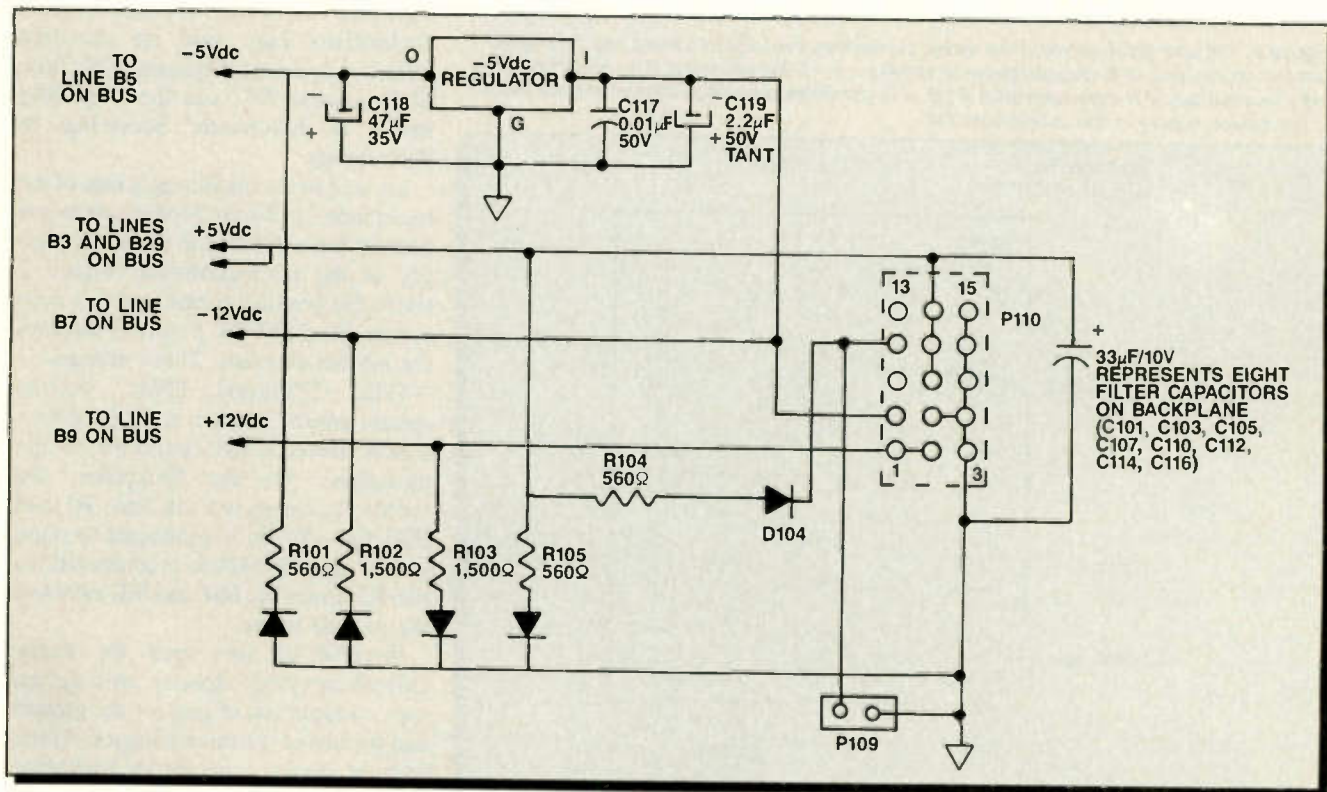 TO
LINE B5
ON BUS
-5Vdc
O
-5Vdc
REGULATOR
I
G
-
+
C118
47µF
35V
C117
0.01µF
50V
-
+
C119
2.2µF
50V
TANT
TO LINES
B3 AND B29
ON BUS
+5Vdc
TO LINE
B7 ON BUS
-12Vdc
TO LINE
B9 ON BUS
+12Vdc
13
15
P110
1
3
+
33µF/10V
REPRESENTS EIGHT
FILTER CAPACITORS
ON BACKPLANE
(C101, C103, C105,
C107, C110, C112,
C114, C116)
R104
560Ω
D104
R101
560Ω
R102
1,500Ω
R103
1,500Ω
R105
560Ω
P109